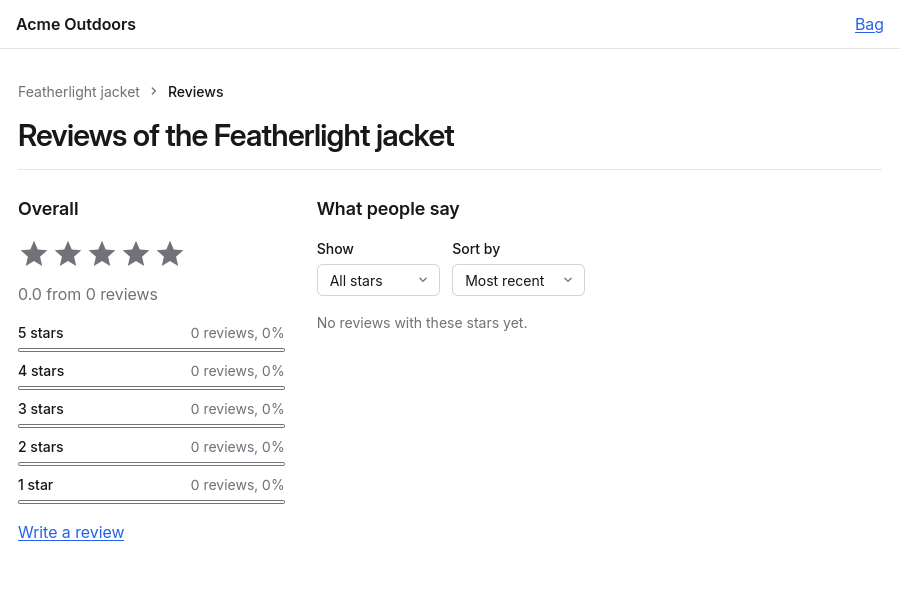 Acme Outdoors
Bag
Featherlight jacket
Reviews
Reviews of the Featherlight jacket
Overall
0.0 from 0 reviews
5 stars 0 reviews, 0%
4 stars 0 reviews, 0%
3 stars 0 reviews, 0%
2 stars 0 reviews, 0%
1 star 0 reviews, 0%
Write a review
What people say
Show
All stars
Sort by
Most recent
No reviews with these stars yet.